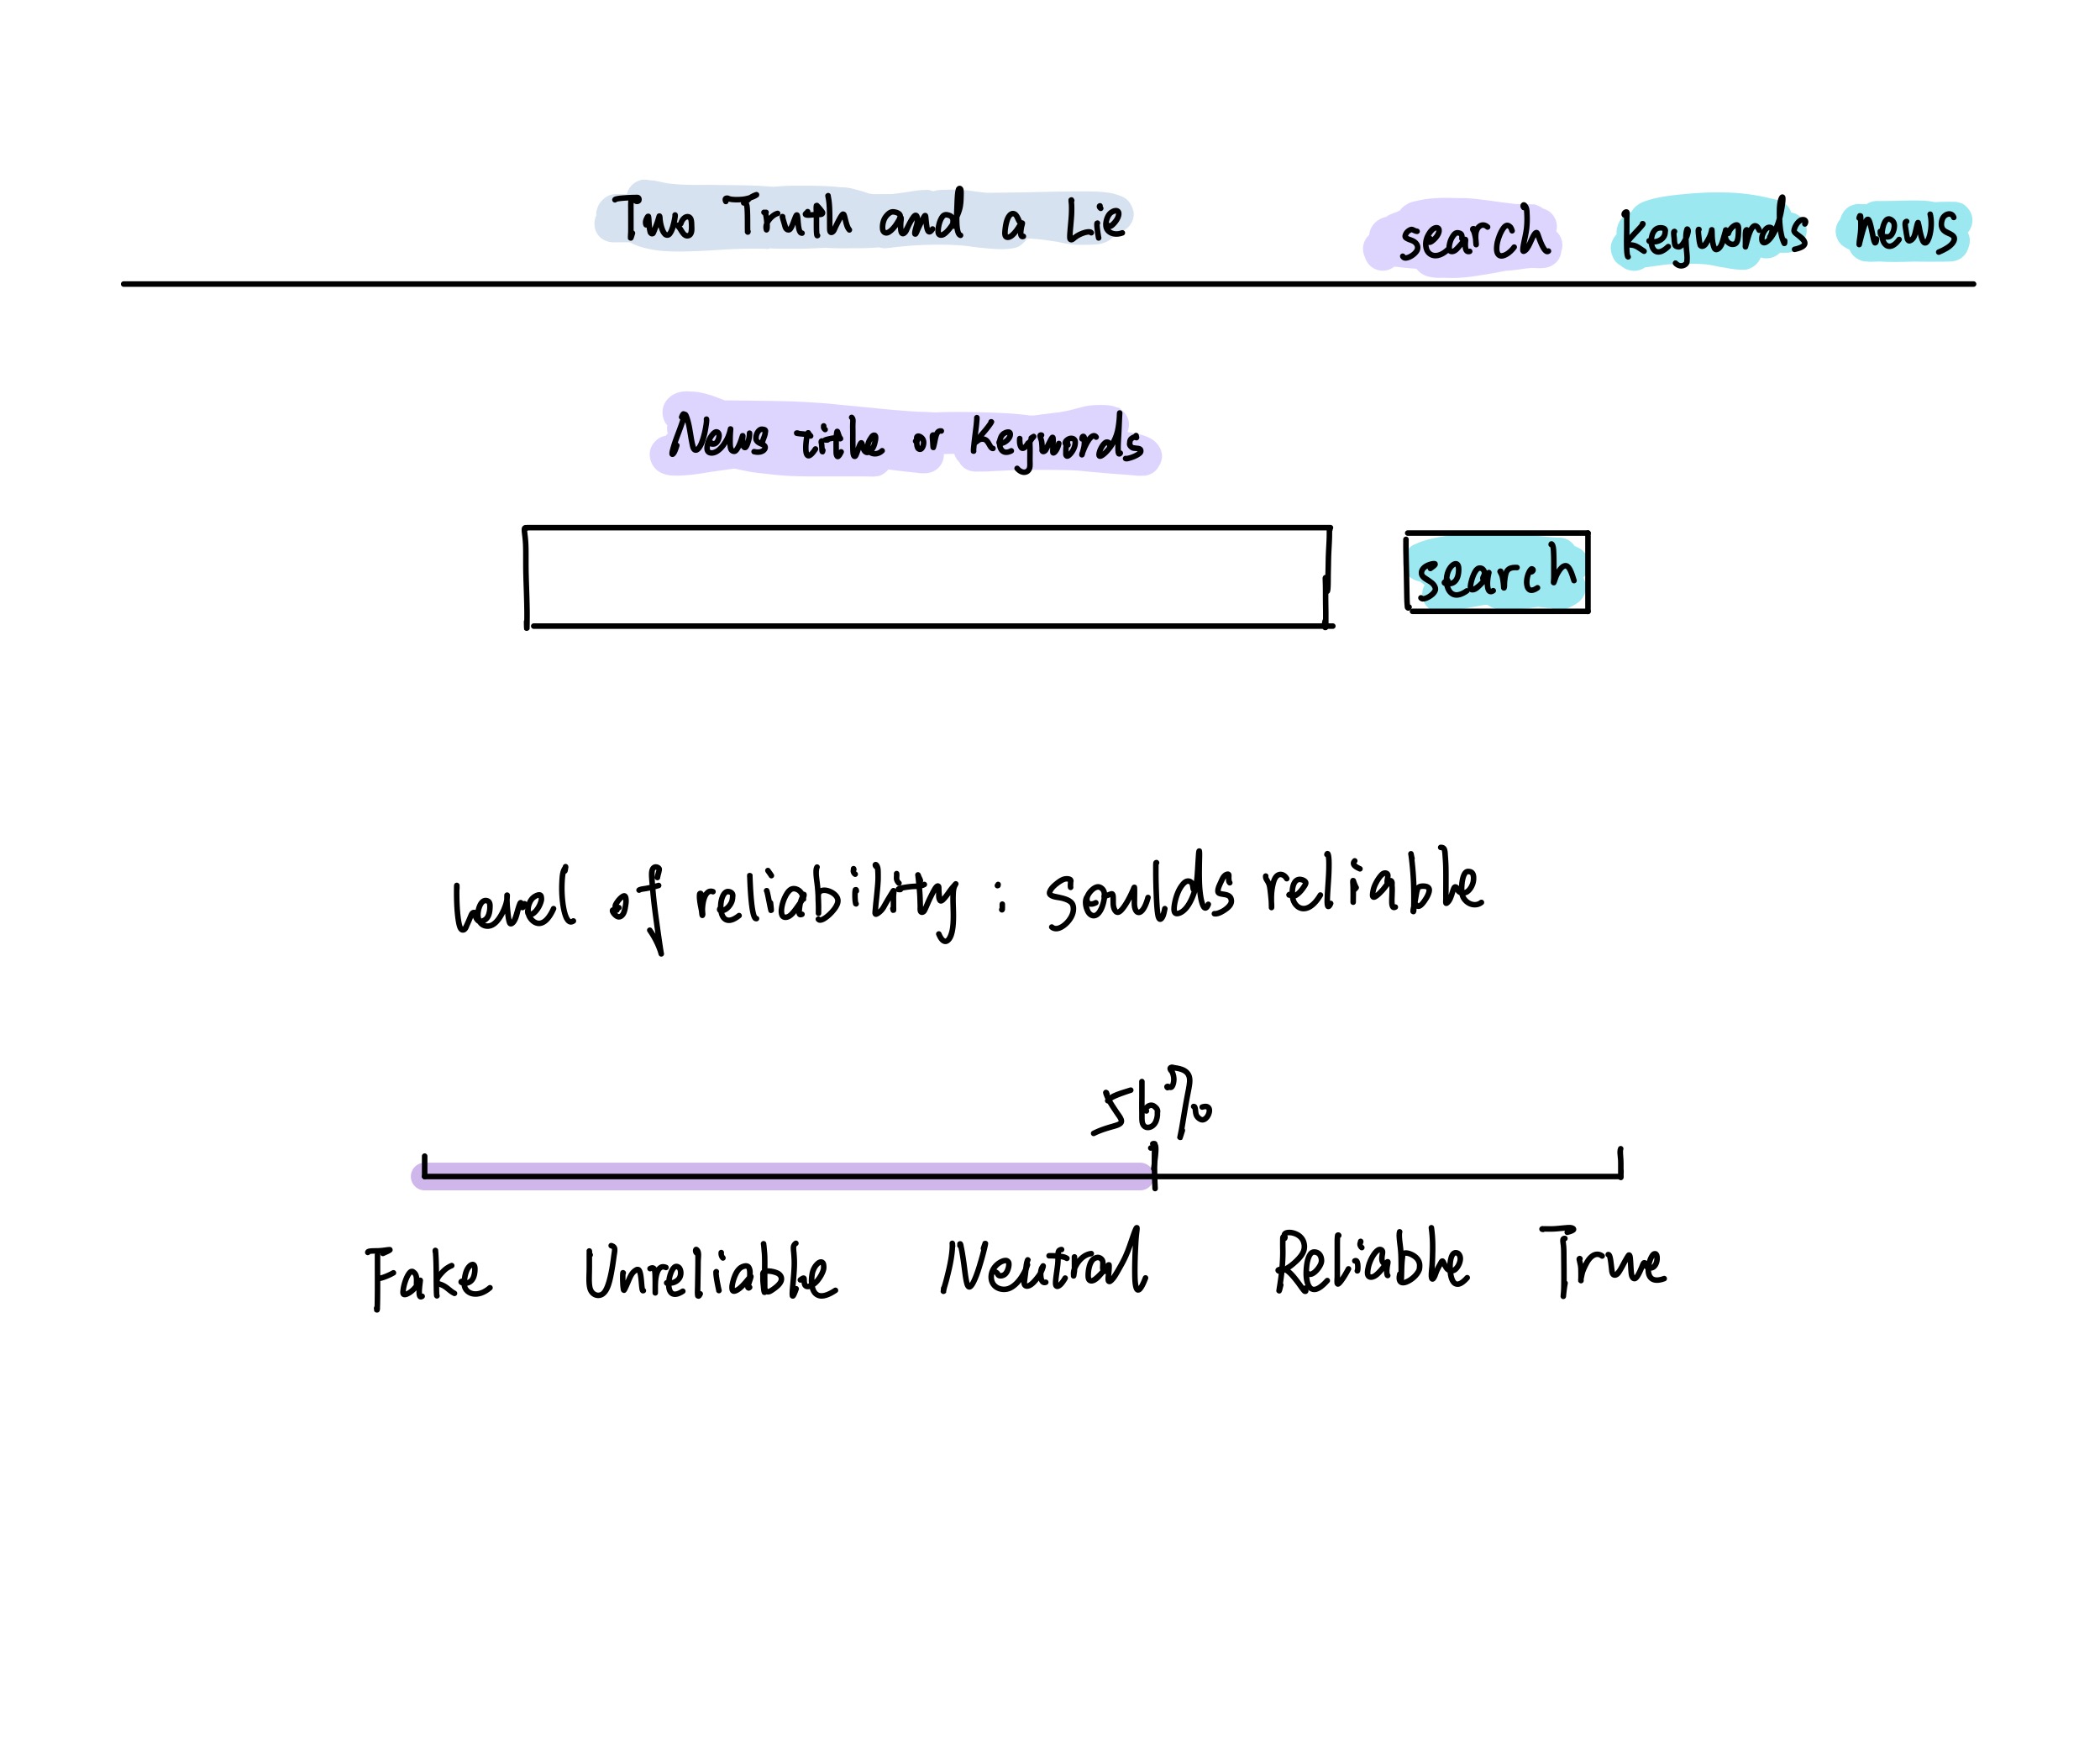 Two Truth and a Lie search keywords news
News title or Keywords
search
Level of reliability : soulds reliable
56%
Fake Unreliable Neutral Reliable True